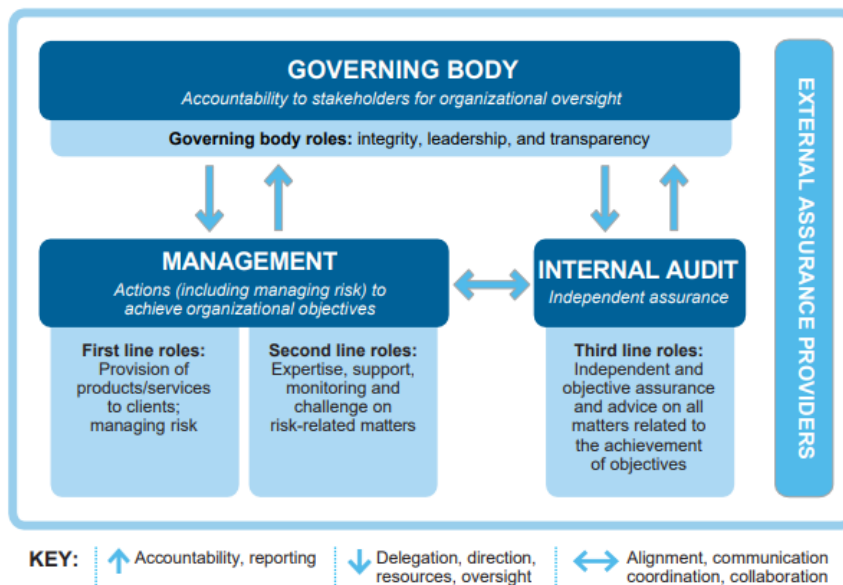 GOVERNING BODY
Accountability to stakeholders for organizational oversight
Governing body roles: integrity, leadership, and transparency
MANAGEMENT
Actions (including managing risk) to
achieve organizational objectives
First line roles:
Provision of
products/services
to clients;
managing risk
Second line roles:
Expertise, support,
monitoring and
challenge on
risk-related matters
INTERNAL AUDIT
Independent assurance
Third line roles:
Independent and
objective assurance
and advice on all
matters related to
the achievement
of objectives
EXTERNAL ASSURANCE PROVIDERS
KEY:
Accountability, reporting
Delegation, direction,
resources, oversight
Alignment, communication
coordination, collaboration